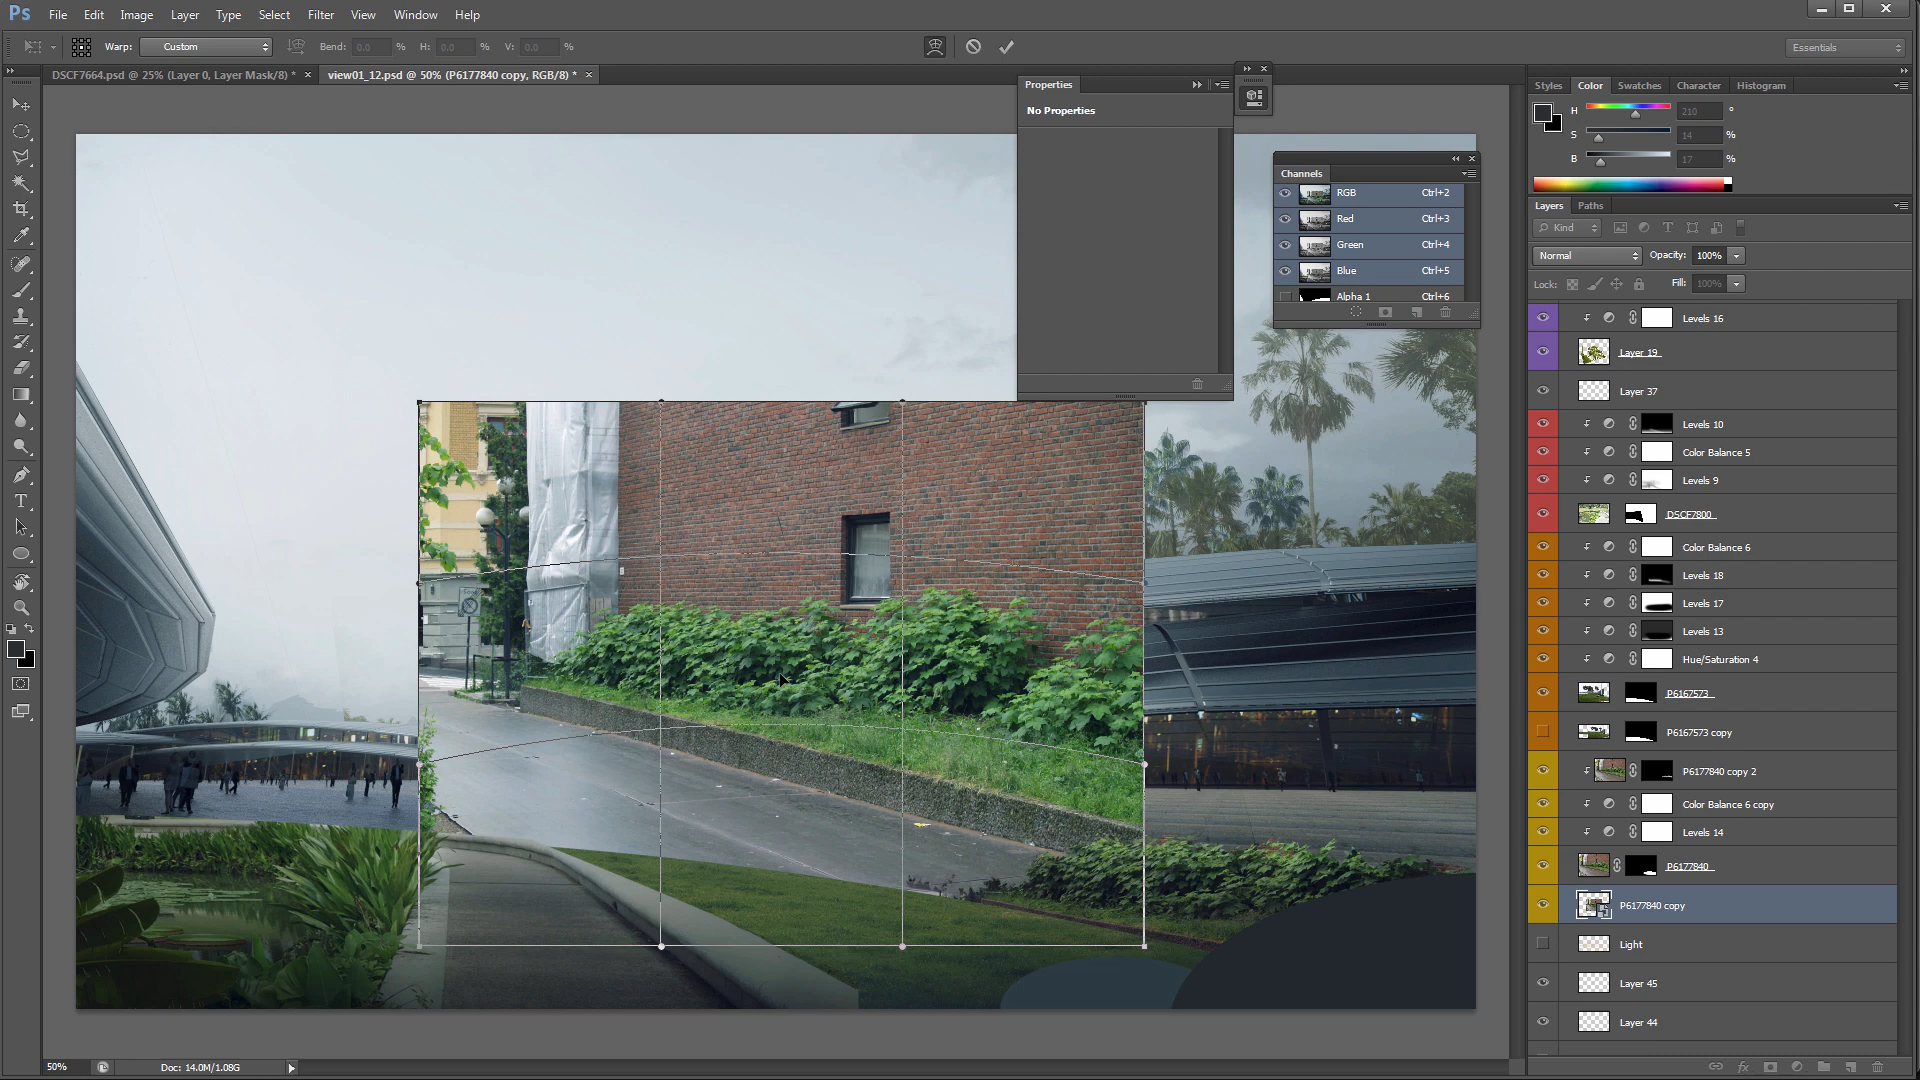 Ps File Edit Image Layer Type Select Filter View Window Help
Warp: Custom Bend: 0.0 % H: 0.0 % V: 0.0 % Essentials
DSCF7664.psd @ 25% (Layer 0, Layer Mask/8) * × view01_12.psd @ 50% (P6177840 copy, RGB/8) * ×
Properties
No Properties
Channels
RGB Ctrl+2
Red Ctrl+3
Green Ctrl+4
Blue Ctrl+5
Alpha 1 Ctrl+6
Styles Color Swatches Character Histogram
H 210 °
S 14 %
B 17 %
Layers Paths
Kind
Normal Opacity: 100%
Lock: Fill: 100%
Levels 16
Layer 19
Layer 37
Levels 10
Color Balance 5
Levels 9
DSCF7800
Color Balance 6
Levels 18
Levels 17
Levels 13
Hue/Saturation 4
P6167573
P6167573 copy
P6177840 copy 2
Color Balance 6 copy
Levels 14
P6177840
P6177840 copy
Light
Layer 45
Layer 44
50% Doc: 14.0M/1.08G